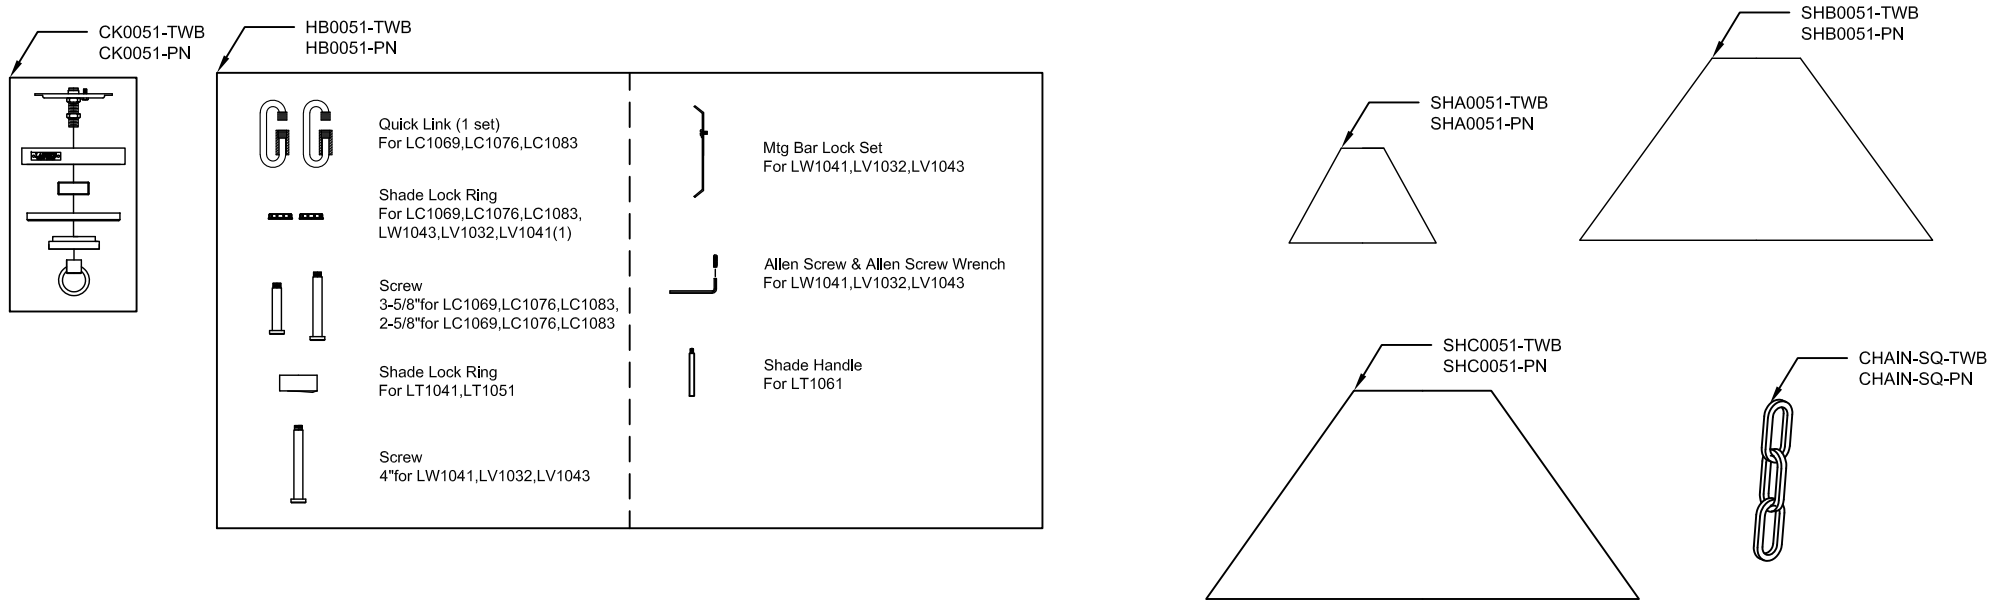 CK0051-TWB
CK0051-PN
HB0051-TWB
HB0051-PN
Quick Link (1 set)
For LC1069,LC1076,LC1083
Shade Lock Ring
For LC1069,LC1076,LC1083,
LW1043,LV1032,LV1041(1)
Screw
3-5/8"for LC1069,LC1076,LC1083,
2-5/8"for LC1069,LC1076,LC1083
Shade Lock Ring
For LT1041,LT1051
Screw
4"for LW1041,LV1032,LV1043
Mtg Bar Lock Set
For LW1041,LV1032,LV1043
Allen Screw & Allen Screw Wrench
For LW1041,LV1032,LV1043
Shade Handle
For LT1061
SHA0051-TWB
SHA0051-PN
SHB0051-TWB
SHB0051-PN
SHC0051-TWB
SHC0051-PN
CHAIN-SQ-TWB
CHAIN-SQ-PN